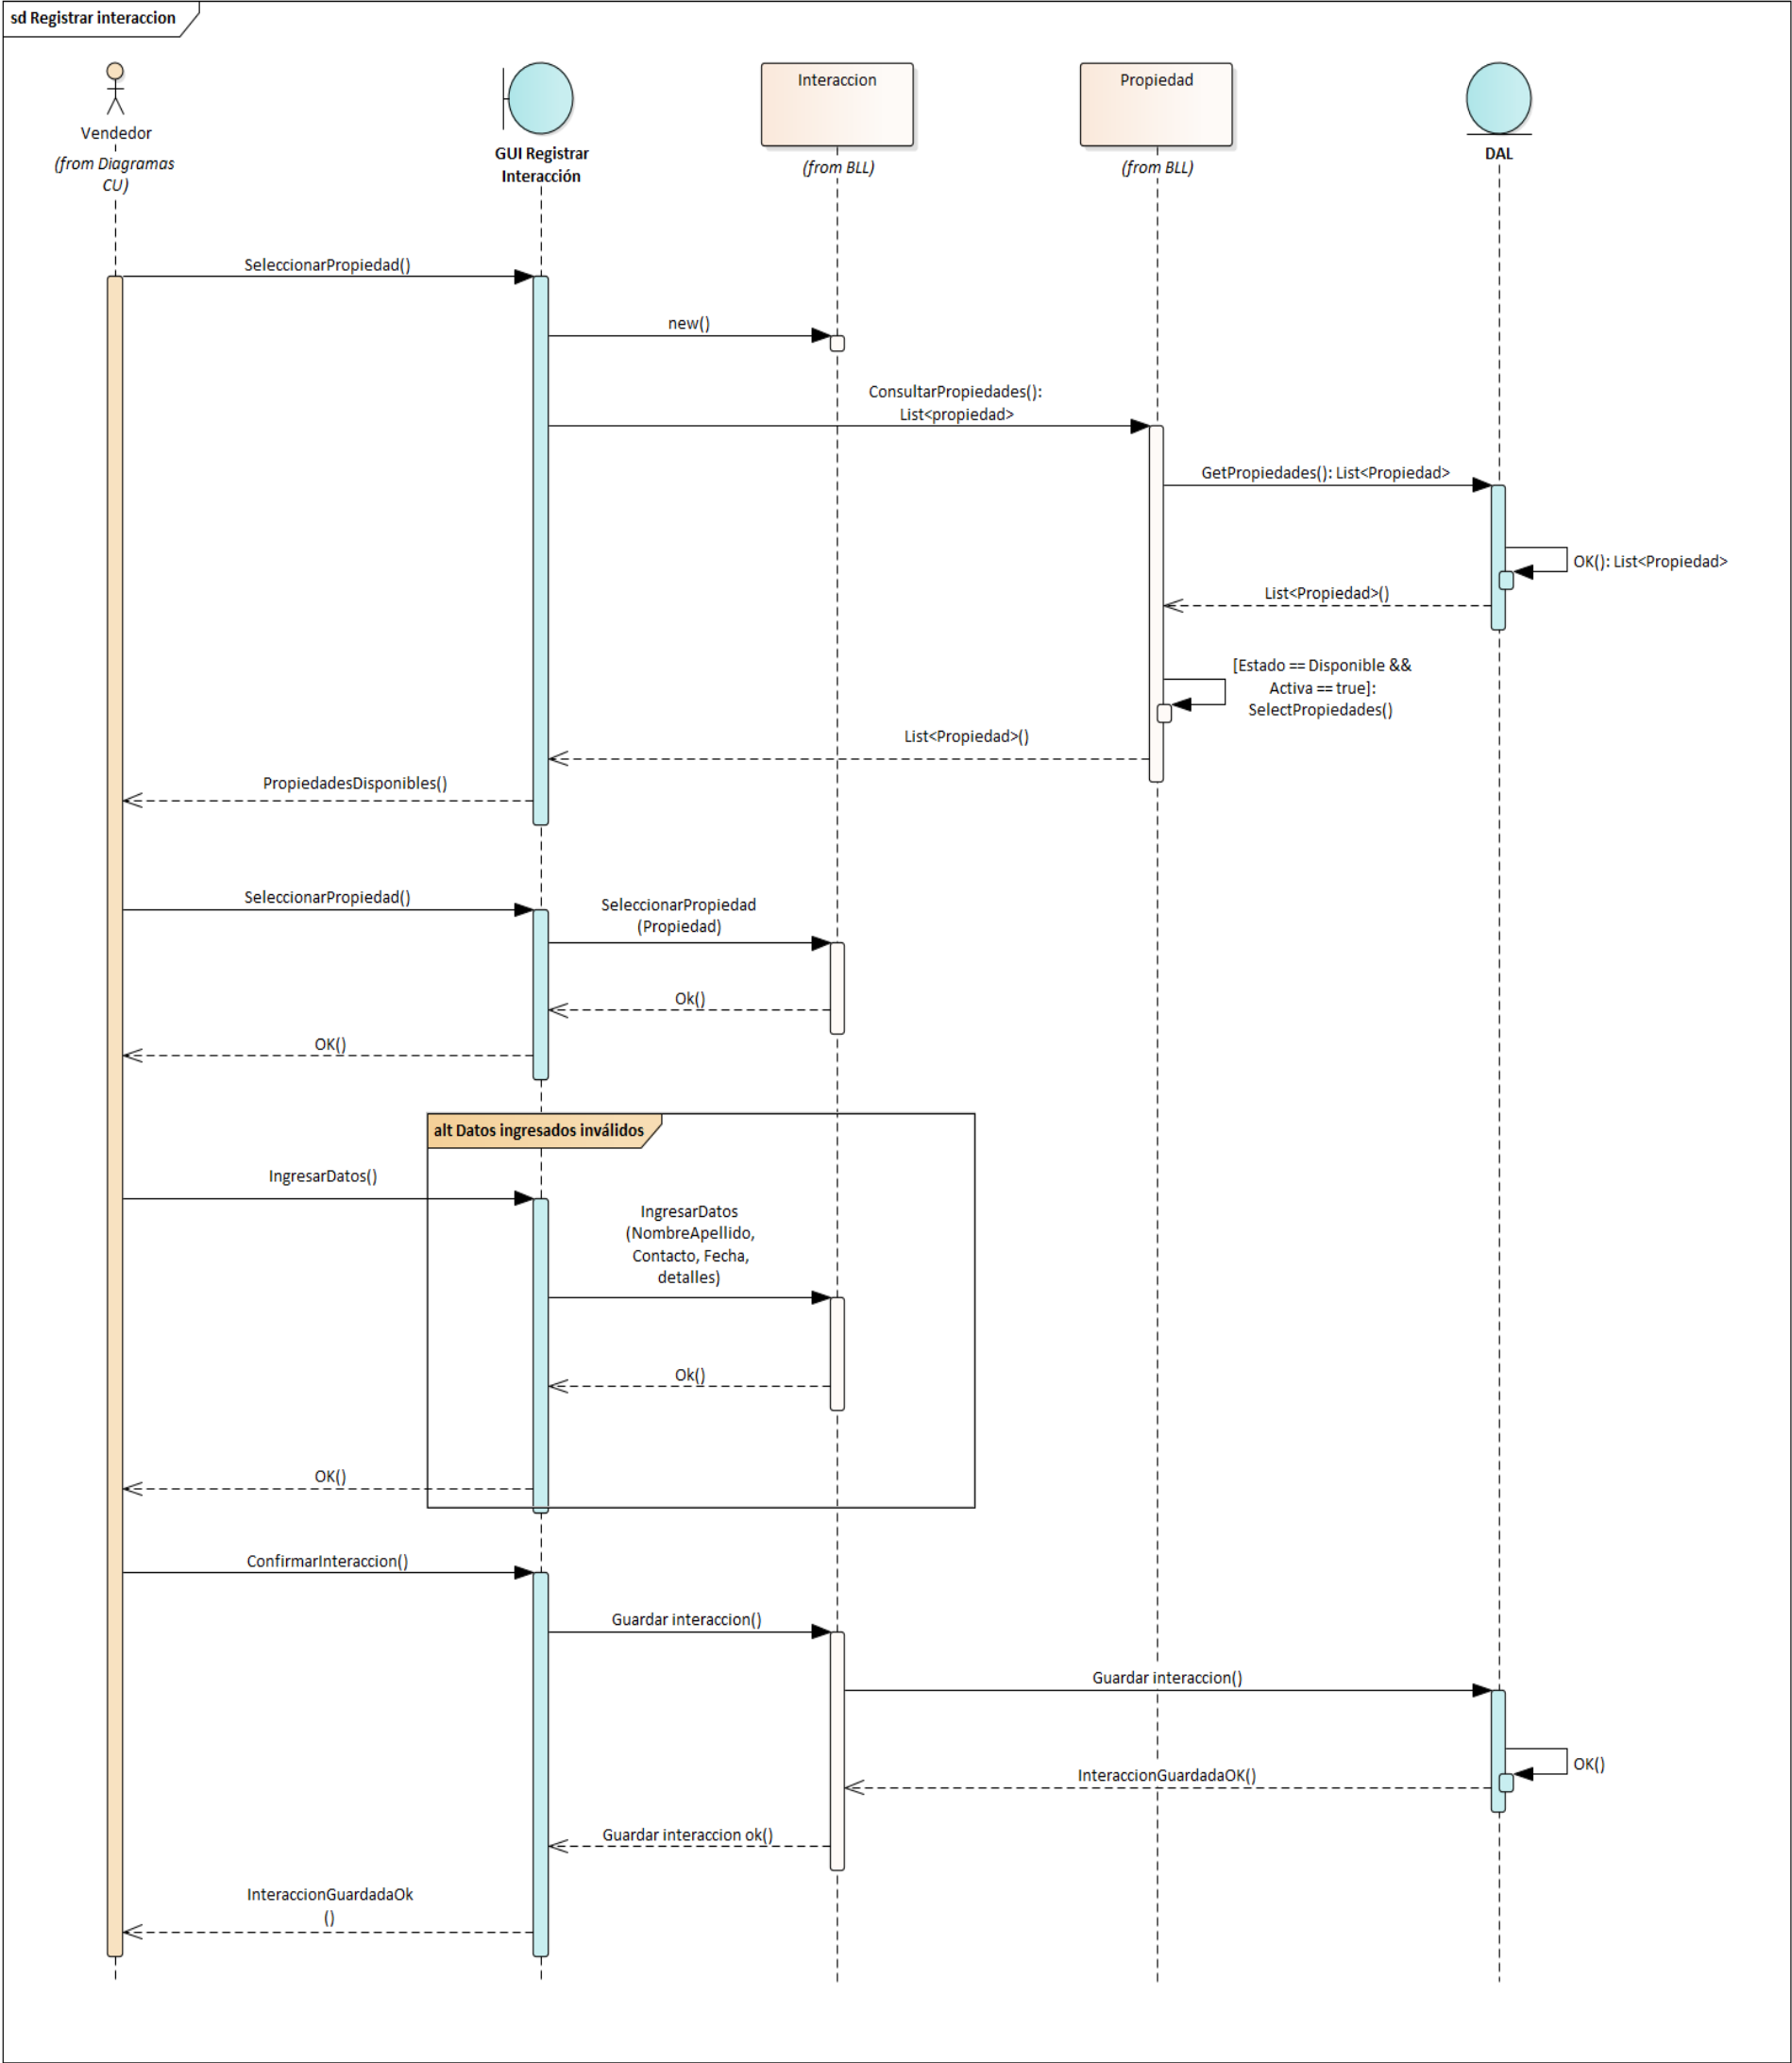 sd Registrar interaccion
Vendedor
(from Diagramas
CU)
GUI Registrar
Interacción
Interaccion
(from BLL)
Propiedad
(from BLL)
DAL
SeleccionarPropiedad()
new()
ConsultarPropiedades():
List<propiedad>
GetPropiedades(): List<Propiedad>
OK(): List<Propiedad>
List<Propiedad>()
[Estado == Disponible &&
Activa == true]:
SelectPropiedades()
List<Propiedad>()
PropiedadesDisponibles()
SeleccionarPropiedad()
SeleccionarPropiedad
(Propiedad)
Ok()
OK()
alt Datos ingresados inválidos
IngresarDatos()
IngresarDatos
(NombreApellido,
Contacto, Fecha,
detalles)
Ok()
OK()
ConfirmarInteraccion()
Guardar interaccion()
Guardar interaccion()
OK()
InteraccionGuardadaOK()
Guardar interaccion ok()
InteraccionGuardadaOk
()